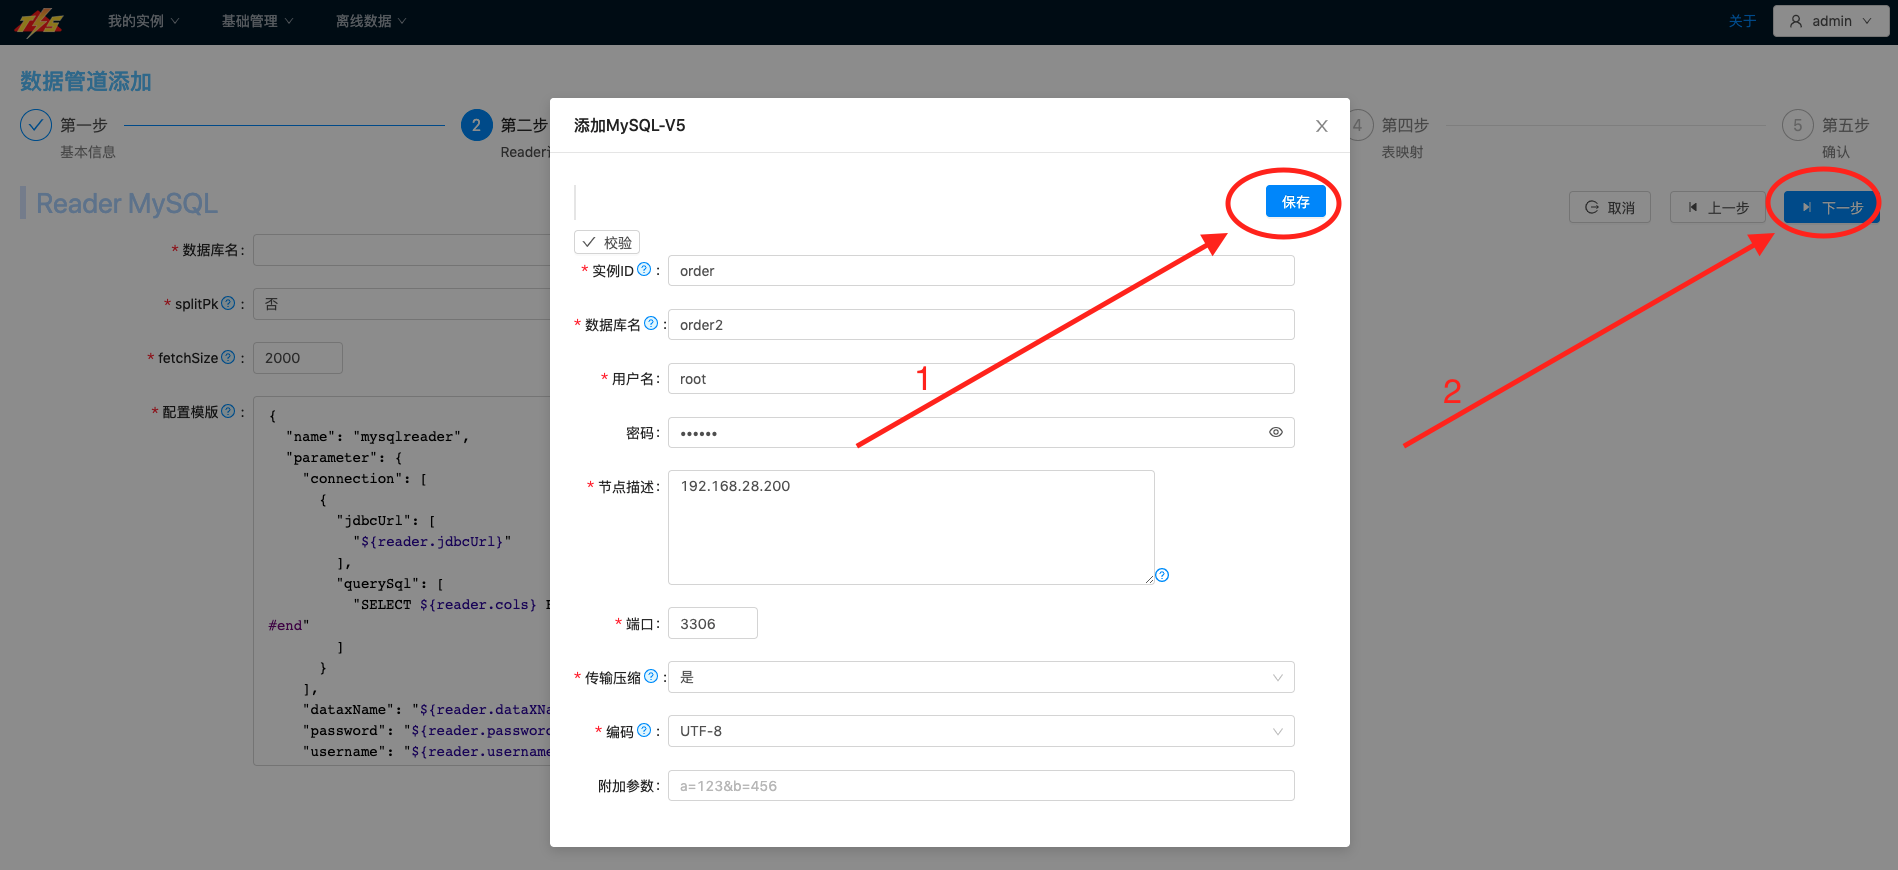 TIS 我的实例 基础管理 离线数据 关于 admin
数据管道添加
第一步
基本信息
2 第二步
Reader
4 第四步
表映射
5 第五步
确认
Reader MySQL
取消 上一步 下一步
* 数据库名:
* splitPk ? : 否
* fetchSize ? : 2000
* 配置模版 ? :
{
"name": "mysqlreader",
"parameter": {
"connection": [
{
"jdbcUrl": [
"${reader.jdbcUrl}"
],
"querySql": [
"SELECT ${reader.cols}
#end"
]
}
],
"dataxName": "${reader.dataXNa
"password": "${reader.password
"username": "${reader.username
添加MySQL-V5
保存
校验
* 实例ID ? : order
* 数据库名 ? : order2
* 用户名: root
密码: ••••••
* 节点描述: 192.168.28.200
?
* 端口: 3306
* 传输压缩 ? : 是
* 编码 ? : UTF-8
附加参数: a=123&b=456
1
2